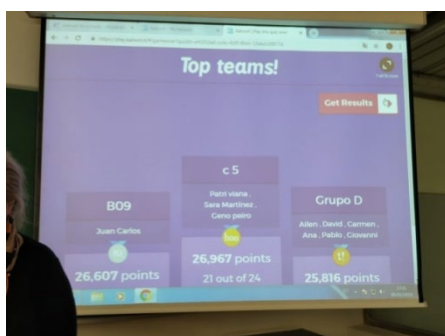 Top teams!
Get Results
c 5
Patri viana ,
Sara Martinez ,
Geno peiro
B09
Juan Carlos
Grupo D
Ailen , David , Carmen ,
Ana , Pablo , Giovanni
26,967 points
21 out of 24
26,607 points
25,816 points